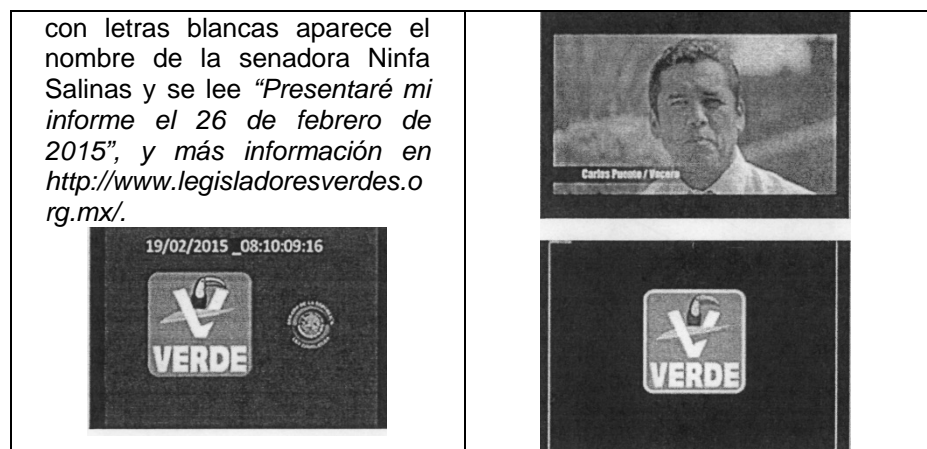 con letras blancas aparece el
nombre de la senadora Ninfa
Salinas y se lee “Presentaré mi
informe el 26 de febrero de
2015”, y más información en
http://www.legisladoresverdes.o
rg.mx/.
19/02/2015 _08:10:09:16
VERDE
Carlos Puente / Vocero
VERDE